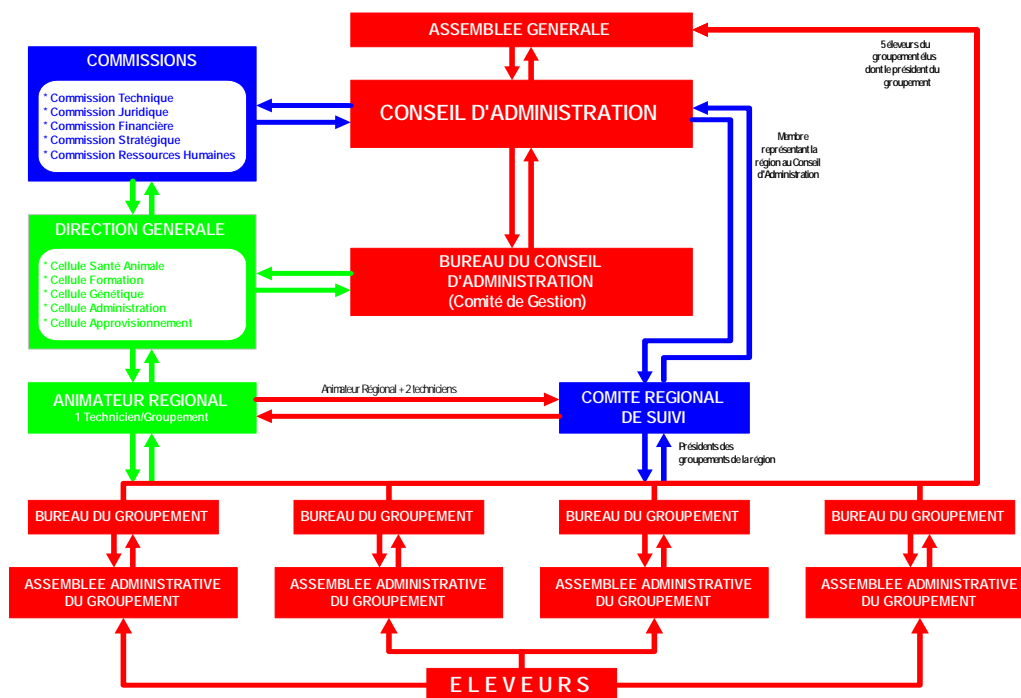 ASSEMBLEE GENERALE
5 éleveurs du
groupement élus
dont le président du
groupement
COMMISSIONS
* Commission Technique
* Commission Juridique
* Commission Financière
* Commission Stratégique
* Commission Ressources Humaines
CONSEIL D'ADMINISTRATION
Membre
représentant la
région au Conseil
d'Administration
DIRECTION GENERALE
* Cellule Santé Animale
* Cellule Formation
* Cellule Génétique
* Cellule Administration
* Cellule Approvisionnement
BUREAU DU CONSEIL
D'ADMINISTRATION
(Comité de Gestion)
ANIMATEUR REGIONAL
1 Technicien/Groupement
Animateur Régional + 2 techniciens
COMITE REGIONAL
DE SUIVI
Présidents des
groupements de la région
BUREAU DU GROUPEMENT
BUREAU DU GROUPEMENT
BUREAU DU GROUPEMENT
BUREAU DU GROUPEMENT
ASSEMBLEE ADMINISTRATIVE
DU GROUPEMENT
ASSEMBLEE ADMINISTRATIVE
DU GROUPEMENT
ASSEMBLEE ADMINISTRATIVE
DU GROUPEMENT
ASSEMBLEE ADMINISTRATIVE
DU GROUPEMENT
ELEVEURS